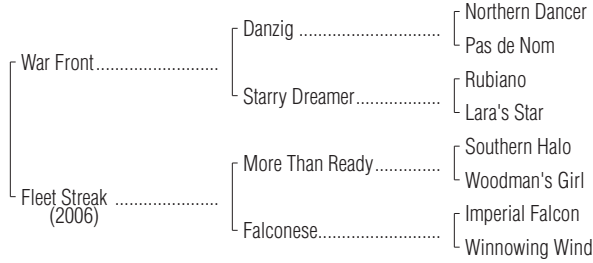 Northern Dancer
Danzig ................................
Pas de Nom
War Front............................
Rubiano
Starry Dreamer...................
Lara's Star
Southern Halo
More Than Ready...............
Woodman's Girl
Fleet Streak .......................
(2006)
Imperial Falcon
Falconese............................
Winnowing Wind